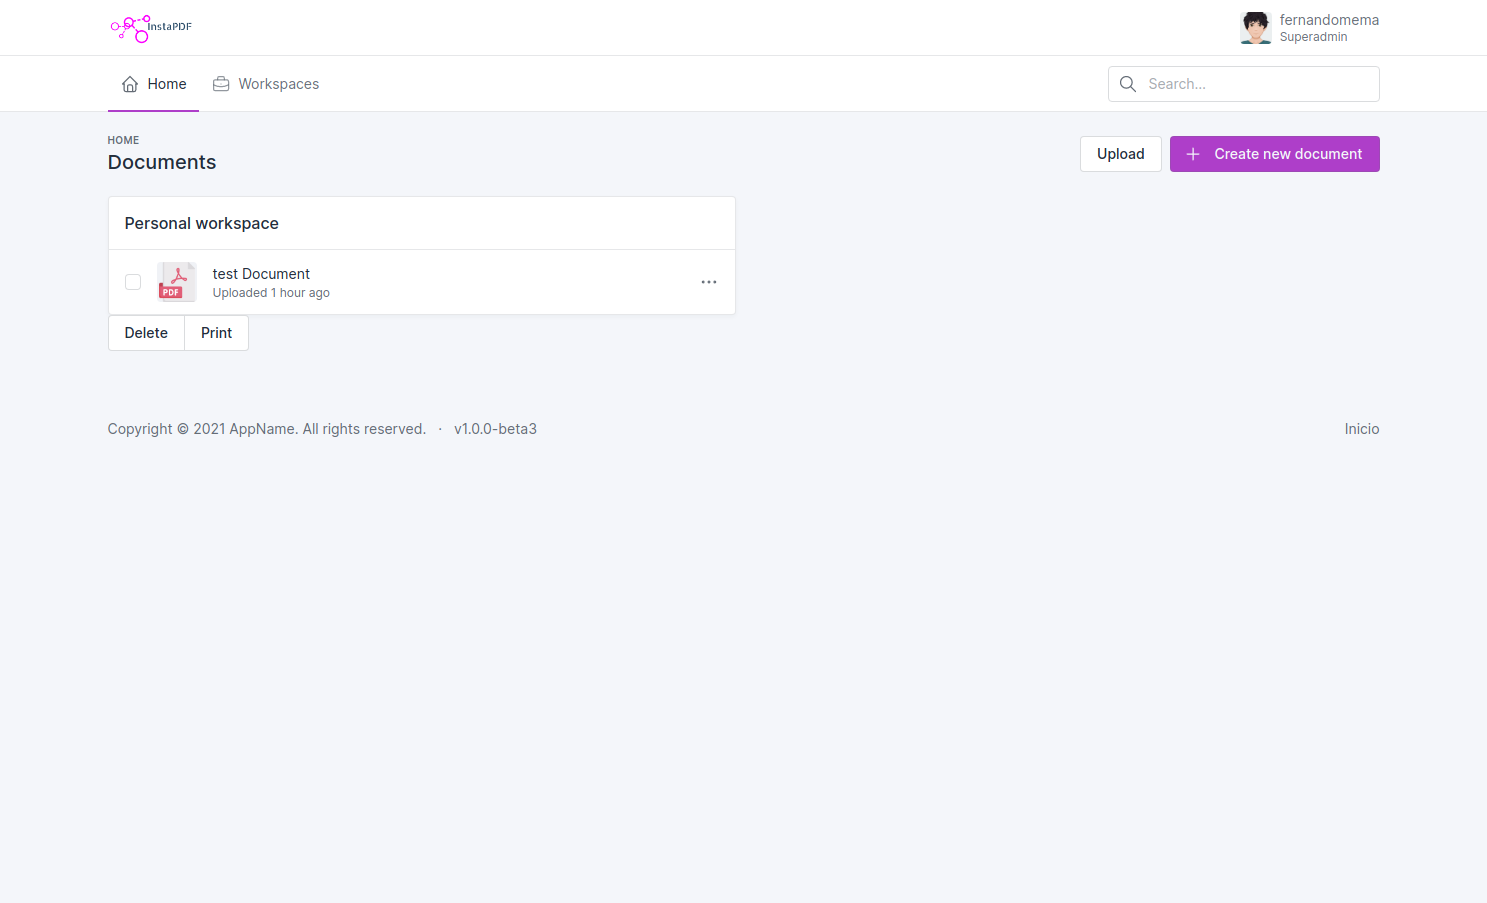 InstaPDF
fernandomema
Superadmin
Home
Workspaces
Search…
HOME
Documents
Upload
Create new document
Personal workspace
PDF
test Document
Uploaded 1 hour ago
Delete
Print
Copyright © 2021 AppName. All rights reserved. · v1.0.0-beta3
Inicio